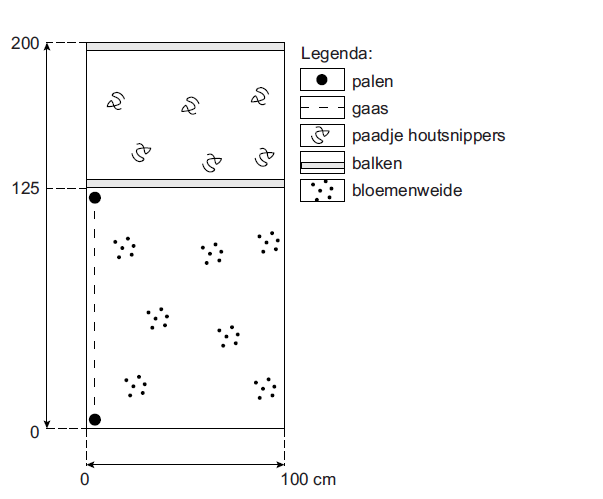 200
125
0
0
100 cm
Legenda:
palen
gaas
paadje houtsnippers
balken
bloemenweide